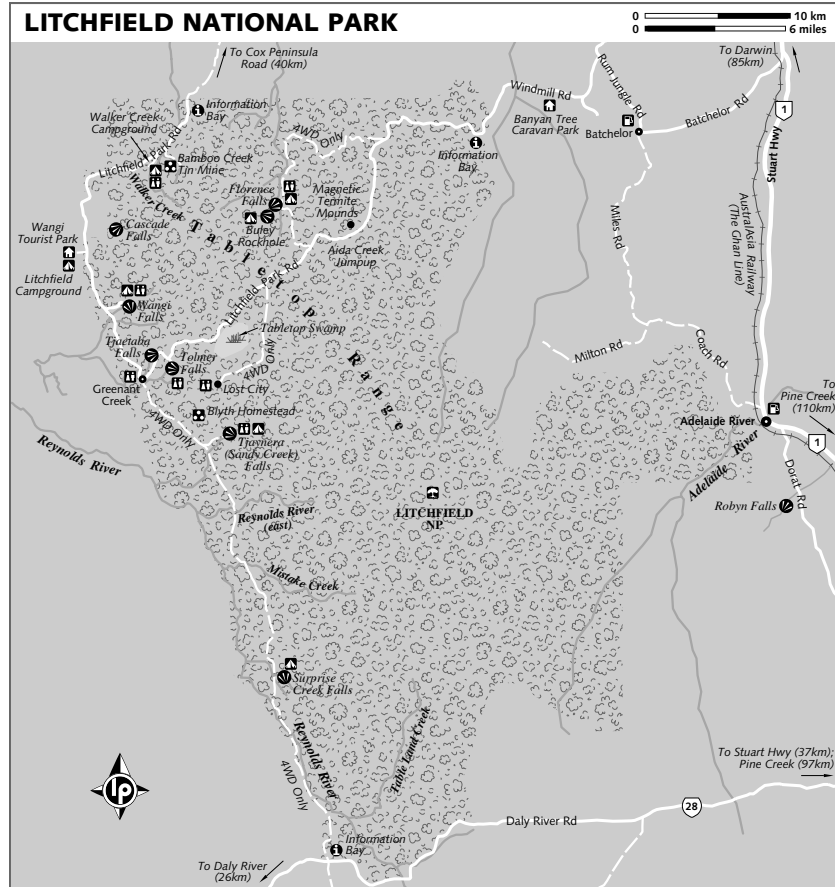 LITCHFIELD NATIONAL PARK
0 10 km
0 6 miles
To Cox Peninsula
Road (40km)
To Darwin
(85km)
Rum Jungle Rd
Windmill Rd
Banyan Tree
Caravan Park
Batchelor
Batchelor Rd
1
Stuart Hwy
AustralAsia Railway
(The Ghan Line)
Information
Bay
Walker Creek
Campground
Litchfield Park Rd
4WD
Only
Information
Bay
Bamboo Creek
Tin Mine
Walker Creek
Florence
Falls
Magnetic
Termite
Mounds
Buley
Rockhole
Aida Creek
Jumpup
Cascade
Falls
Wangi
Tourist Park
Litchfield
Campground
Tabletop Range
Miles Rd
Wangi
Falls
Litchfield Park Rd
Tabletop Swamp
Tjaetaba
Falls
Tolmer
Falls
4WD Only
Lost City
Greenant
Creek
Milton Rd
Coach Rd
To
Pine Creek
(110km)
Adelaide River
1
Blyth Homestead
4WD Only
Tjaynera
(Sandy Creek)
Falls
Reynolds River
Adelaide River
Dorat Rd
Robyn Falls
LITCHFIELD
NP
Reynolds River
(east)
Mistake Creek
Surprise
Creek Falls
Reynolds River
4WD Only
Table Land Creek
lp
To Stuart Hwy (37km);
Pine Creek (97km)
28
Daly River Rd
Information
Bay
To Daly River
(26km)